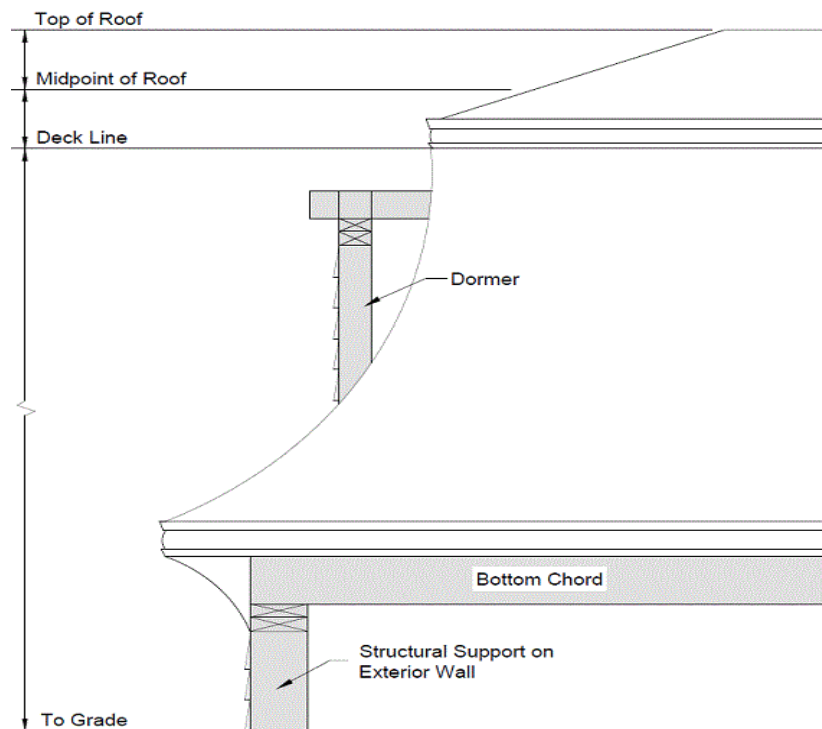 Top of Roof
Midpoint of Roof
Deck Line
Dormer
Bottom Chord
Structural Support on
Exterior Wall
To Grade